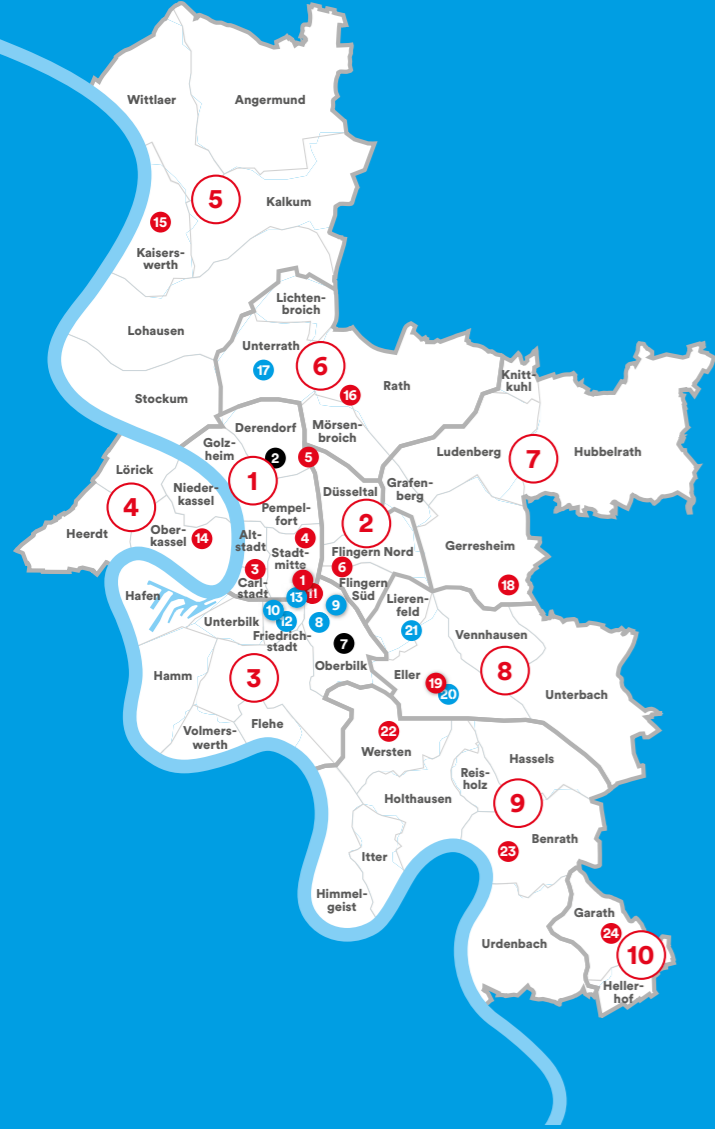 Wittlaer
Angermund
5
Kalkum
15
Kaisers-
werth
Lichten-
broich
Lohausen
Unterrath
6
17
Rath
Knitt-
kuhl
16
Stockum
Derendorf
Mörsen-
broich
Golz-
heim
2
5
Ludenberg
7
Hubbelrath
Lörick
1
Nieder-
kassel
Düsseltal
Grafen-
berg
4
Pempel-
fort
2
Heerdt
Ober-
kassel
14
Alt-
stadt
4
Stadt-
mitte
Flingern Nord
Gerresheim
3
6
Carl-
stadt
1
11
Flingern
Süd
18
Hafen
13
9
Lieren-
feld
10
12
8
Unterbilk
Friedrich-
stadt
21
Vennhausen
7
Oberbilk
Hamm
3
Eller
19
20
8
Unterbach
Flehe
Volmers-
werth
22
Wersten
Hassels
Reis-
holz
Holthausen
9
Benrath
23
Itter
Himmel-
geist
Garath
24
Urdenbach
10
Heller-
hof